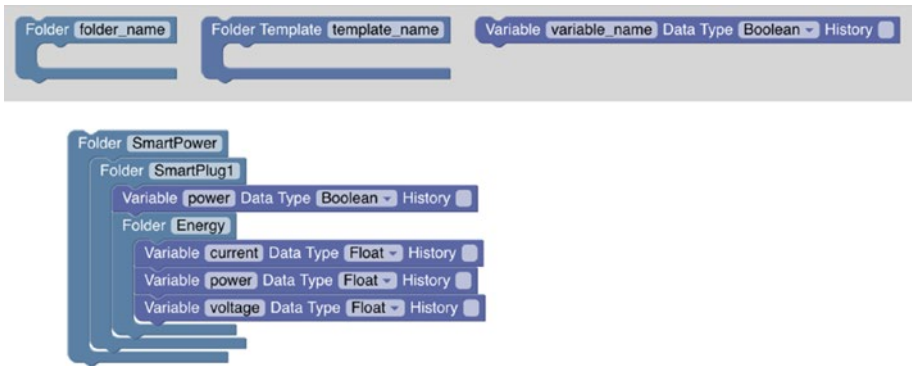 Folder folder_name Folder Template template_name Variable variable_name Data Type Boolean History
Folder SmartPower
Folder SmartPlug1
Variable power Data Type Boolean History
Folder Energy
Variable current Data Type Float History
Variable power Data Type Float History
Variable voltage Data Type Float History